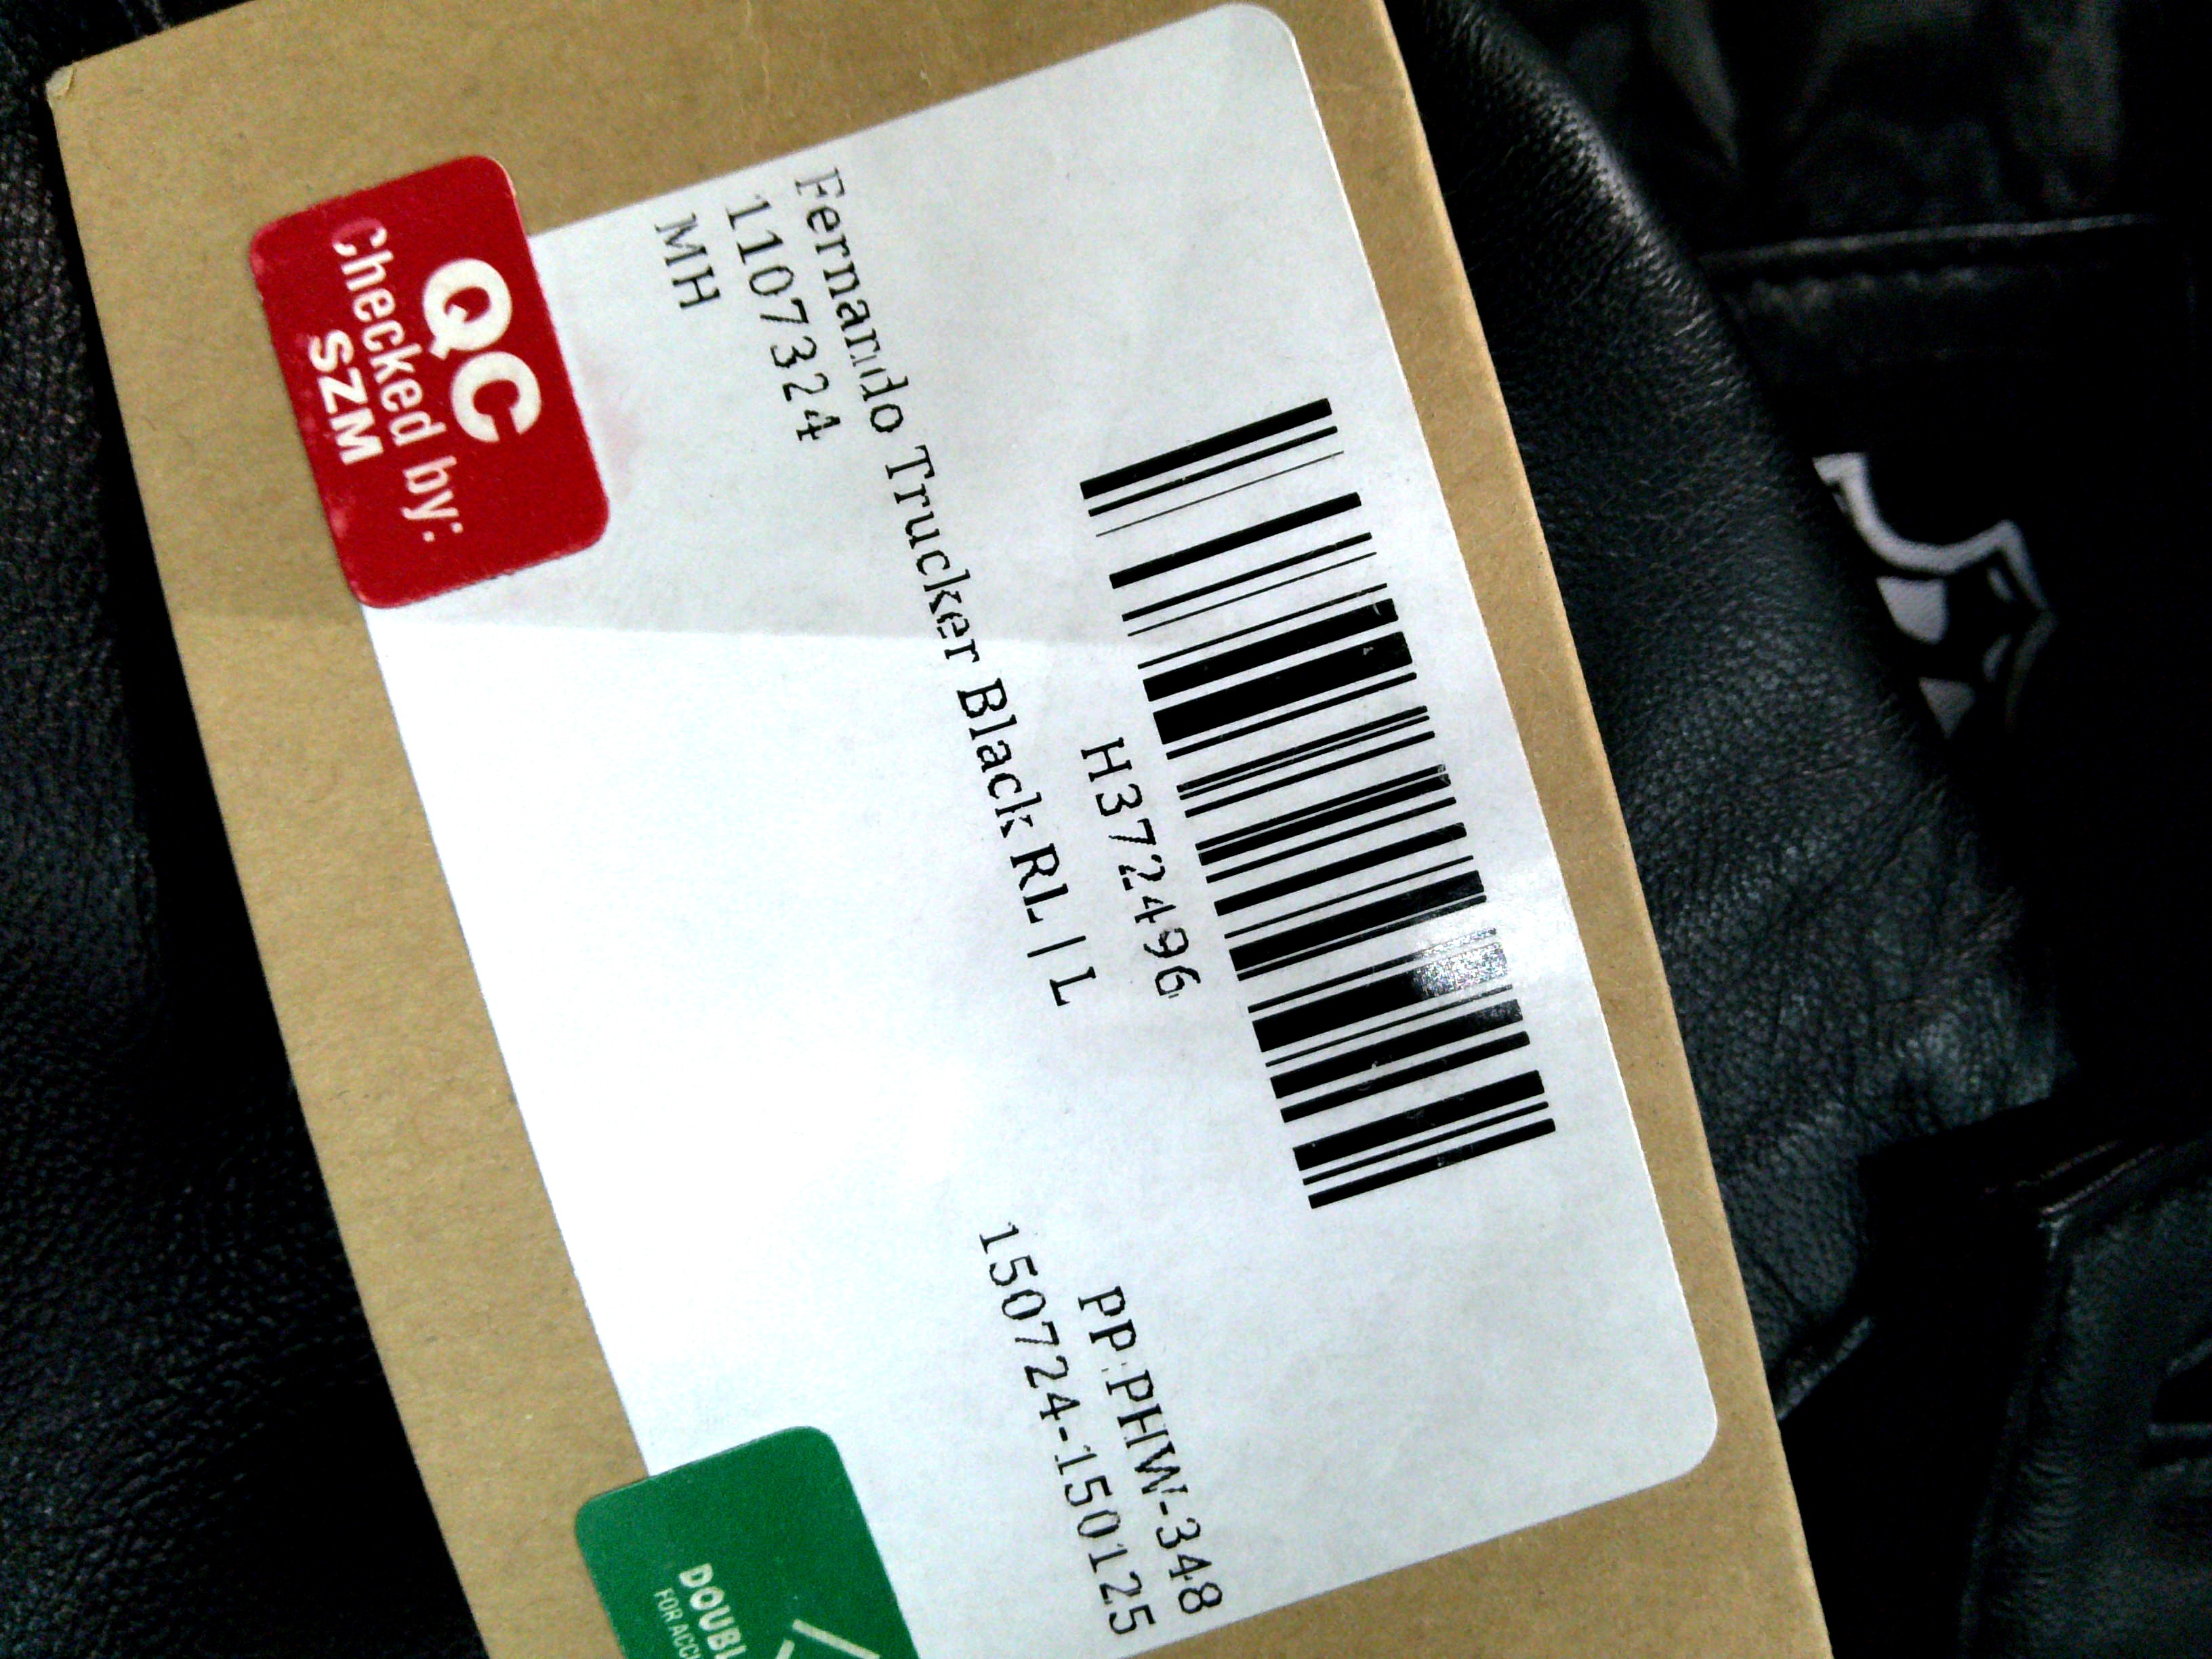 H372496
PP.PHW-348
Fernando Trucker Black RL | L
150724-150125
1107324
MH
QC
Checked by:
SZM